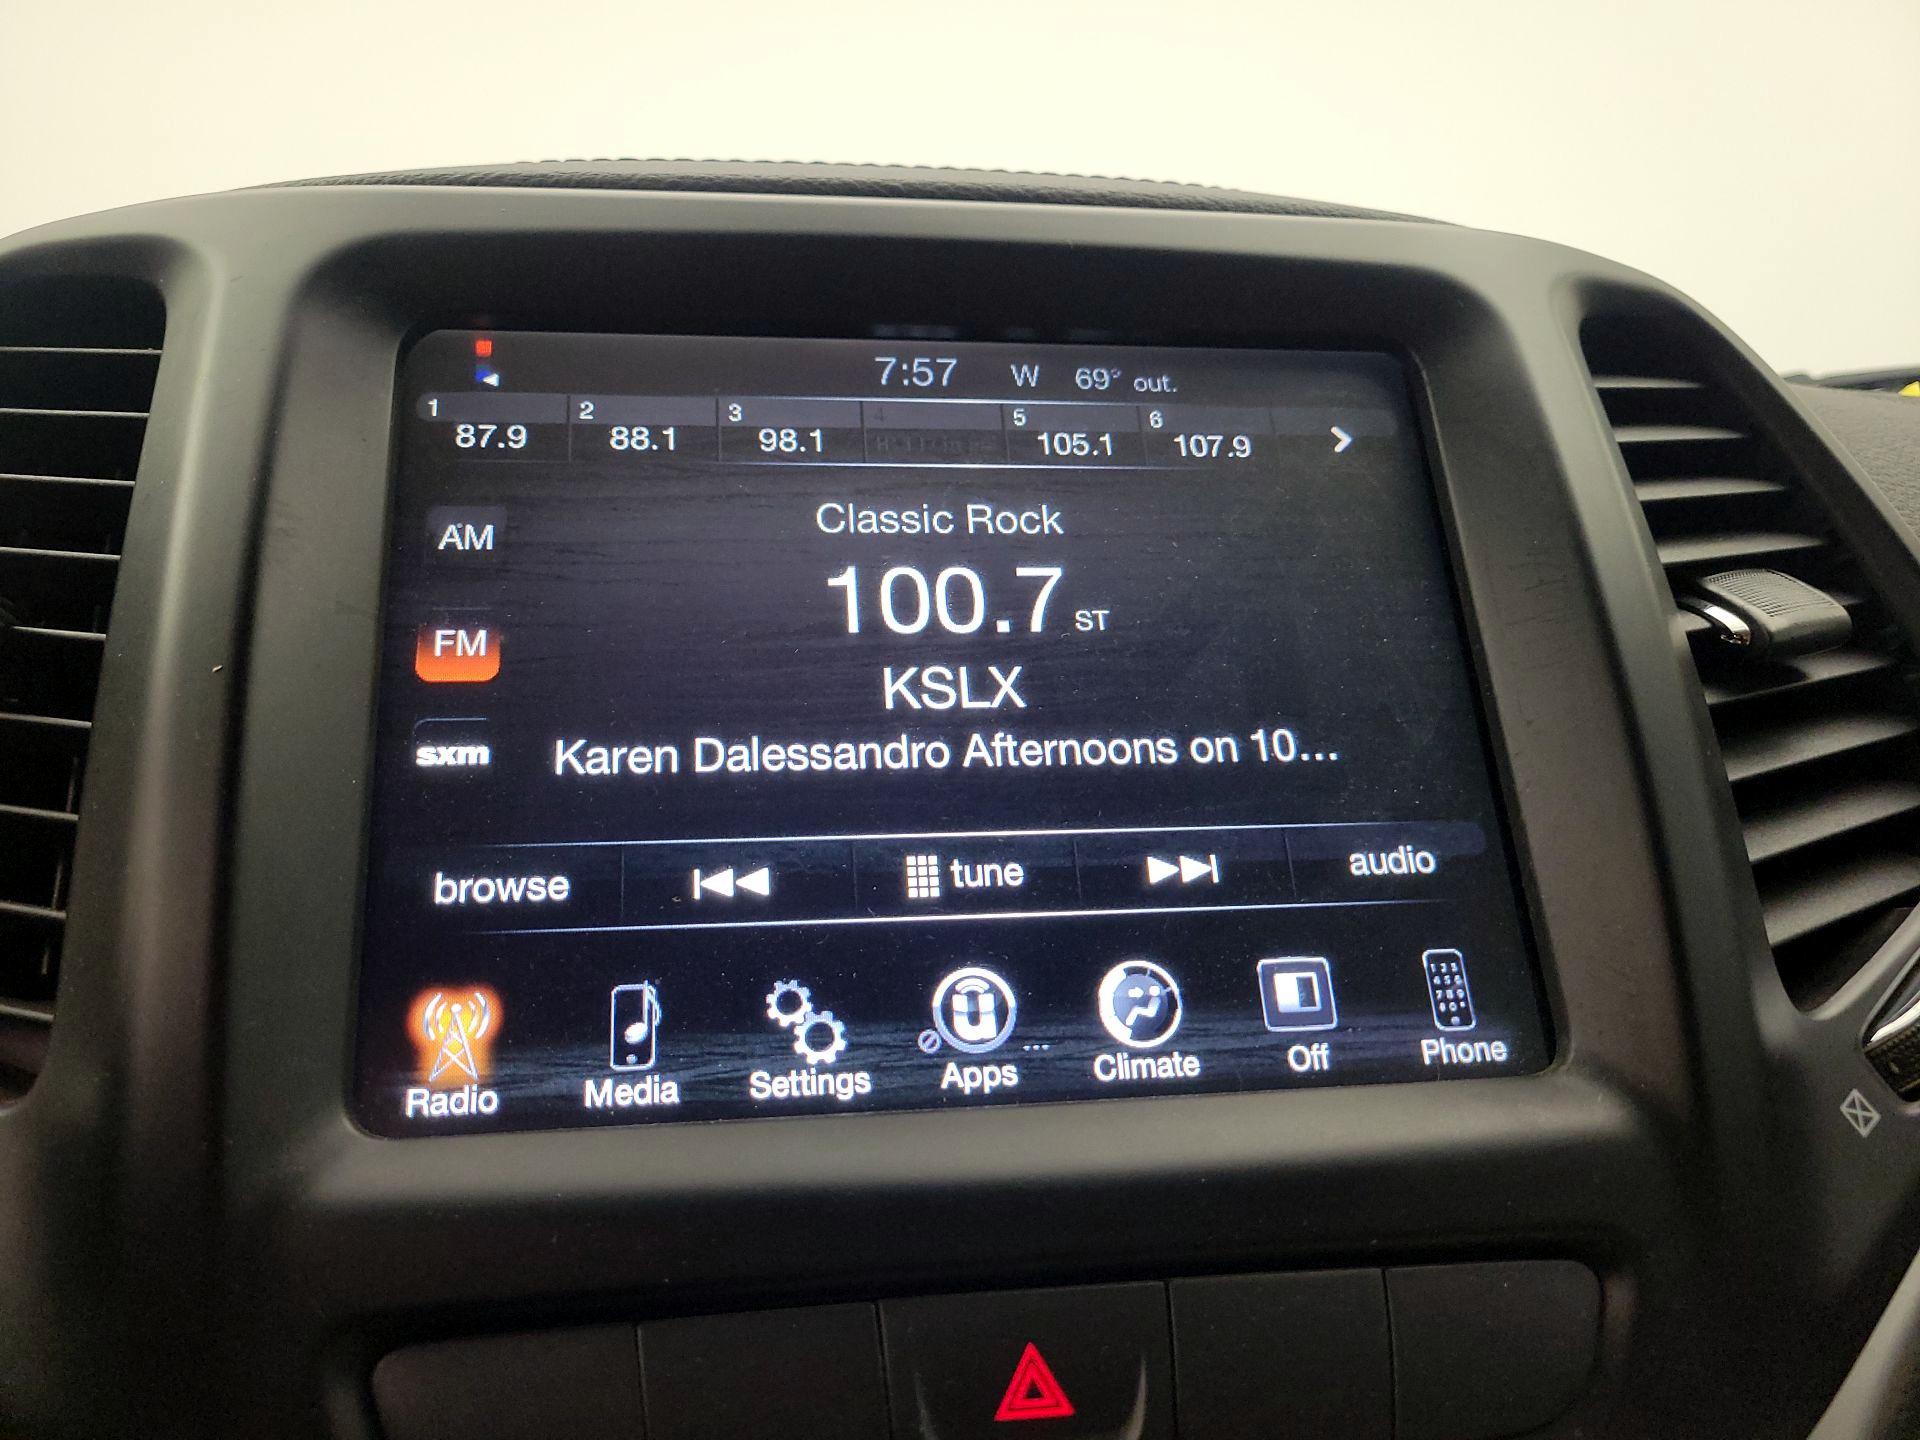 7:57 W 69° out.
1 2 3 4 5 6
87.9 88.1 98.1 105.1 107.9
AM
Classic Rock
100.7 ST
FM
KSLX
sxm
Karen Dalessandro Afternoons on 10...
browse tune audio
Radio Media Settings Apps ... Climate Off Phone